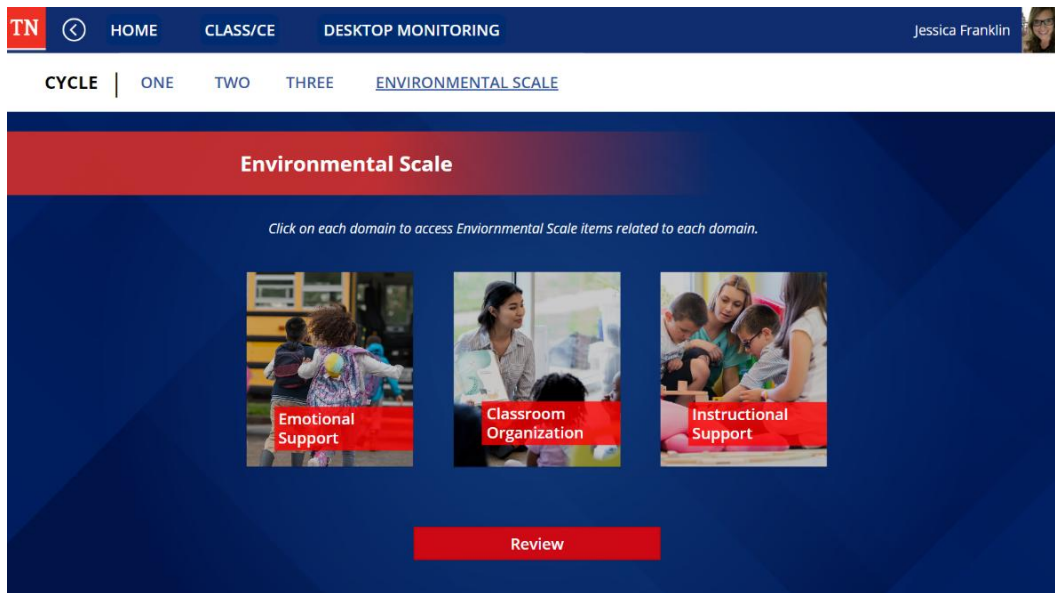 TN HOME CLASS/CE DESKTOP MONITORING Jessica Franklin
CYCLE | ONE TWO THREE ENVIRONMENTAL SCALE
Environmental Scale
Click on each domain to access Enviornmental Scale items related to each domain.
Emotional
Support
Classroom
Organization
Instructional
Support
Review